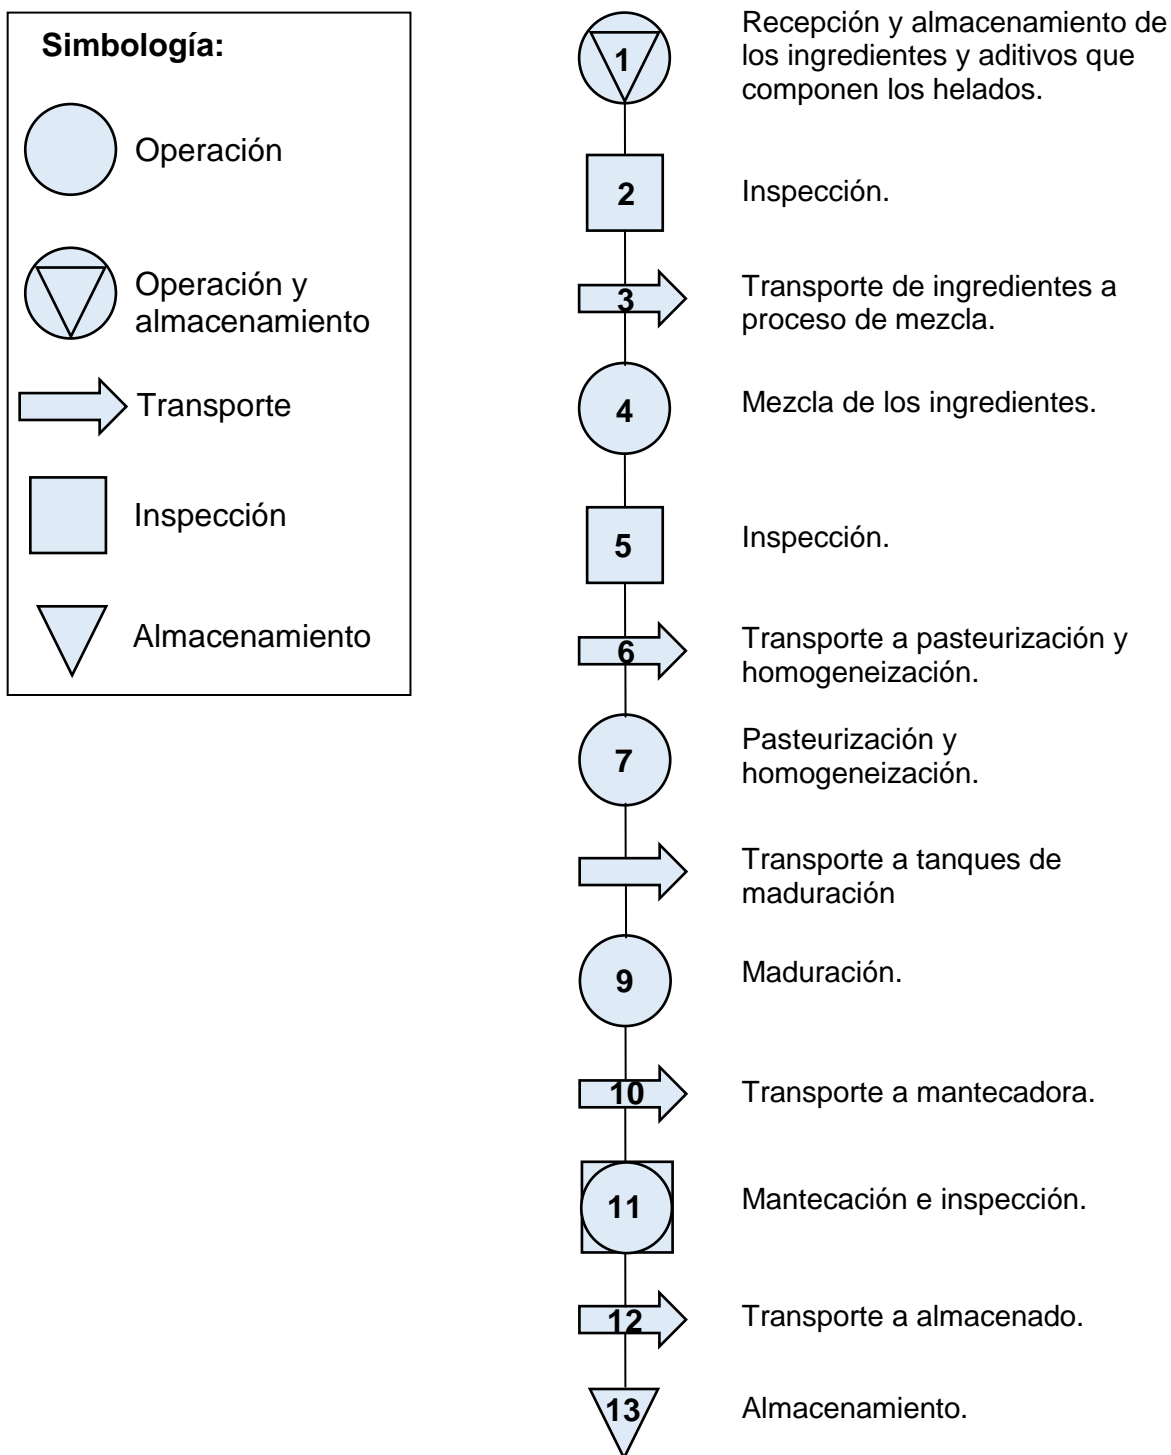 Simbología:
Operación
Operación y
almacenamiento
Transporte
Inspección
Almacenamiento
1
Recepción y almacenamiento de
los ingredientes y aditivos que
componen los helados.
2
Inspección.
3
Transporte de ingredientes a
proceso de mezcla.
4
Mezcla de los ingredientes.
5
Inspección.
6
Transporte a pasteurización y
homogeneización.
7
Pasteurización y
homogeneización.
Transporte a tanques de
maduración
9
Maduración.
10
Transporte a mantecadora.
11
Mantecación e inspección.
12
Transporte a almacenado.
13
Almacenamiento.